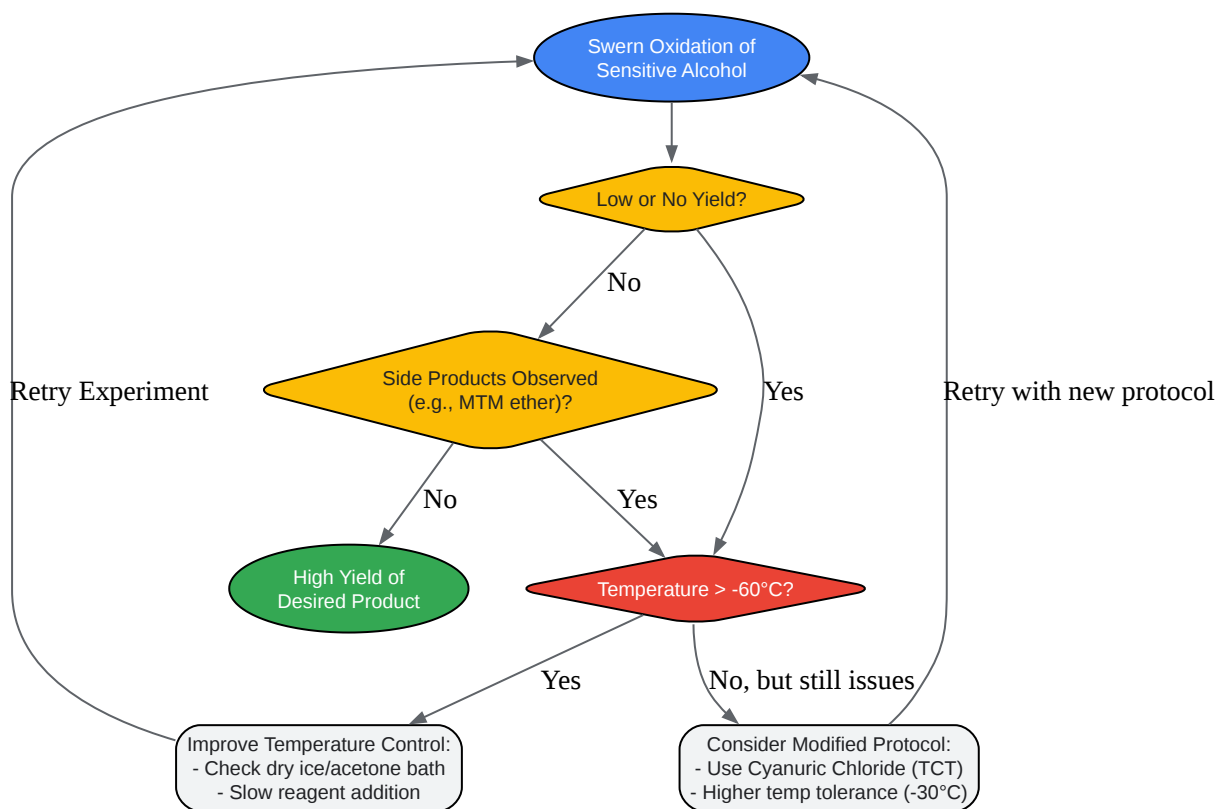 Swern Oxidation of
Sensitive Alcohol
Low or No Yield?
No
Side Products Observed
(e.g., MTM ether)?
Yes
Retry Experiment
Retry with new protocol
No
Yes
High Yield of
Desired Product
Temperature > -60°C?
Yes
No, but still issues
Improve Temperature Control:
- Check dry ice/acetone bath
- Slow reagent addition
Consider Modified Protocol:
- Use Cyanuric Chloride (TCT)
- Higher temp tolerance (-30°C)